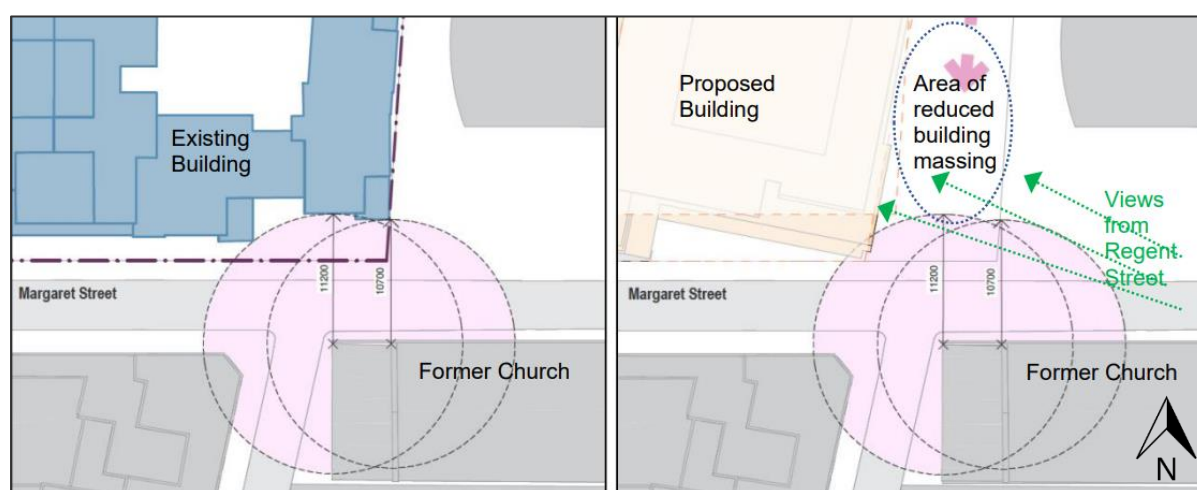 Existing
Building
11200
10700
Margaret Street
Former Church
Proposed
Building
Area of
reduced
building
massing
Views
from
Regent
Street
11200
10700
Margaret Street
Former Church
N